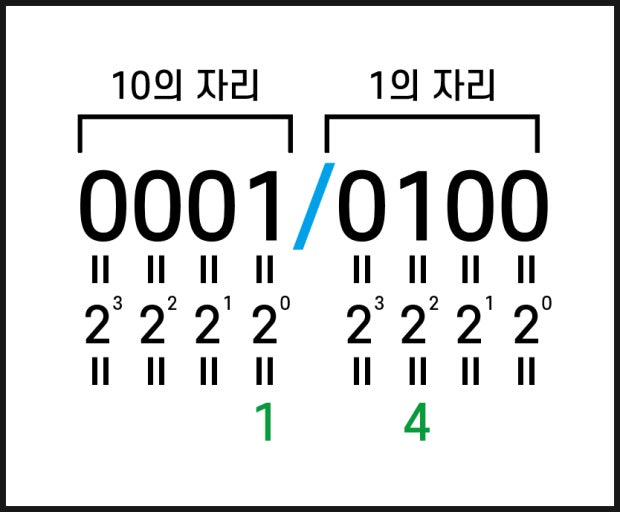 10의 자리 1의 자리
0001/0100
= = = = = = = =
2³ 2² 2¹ 2⁰ 2³ 2² 2¹ 2⁰
= = = = = = = =
1 4